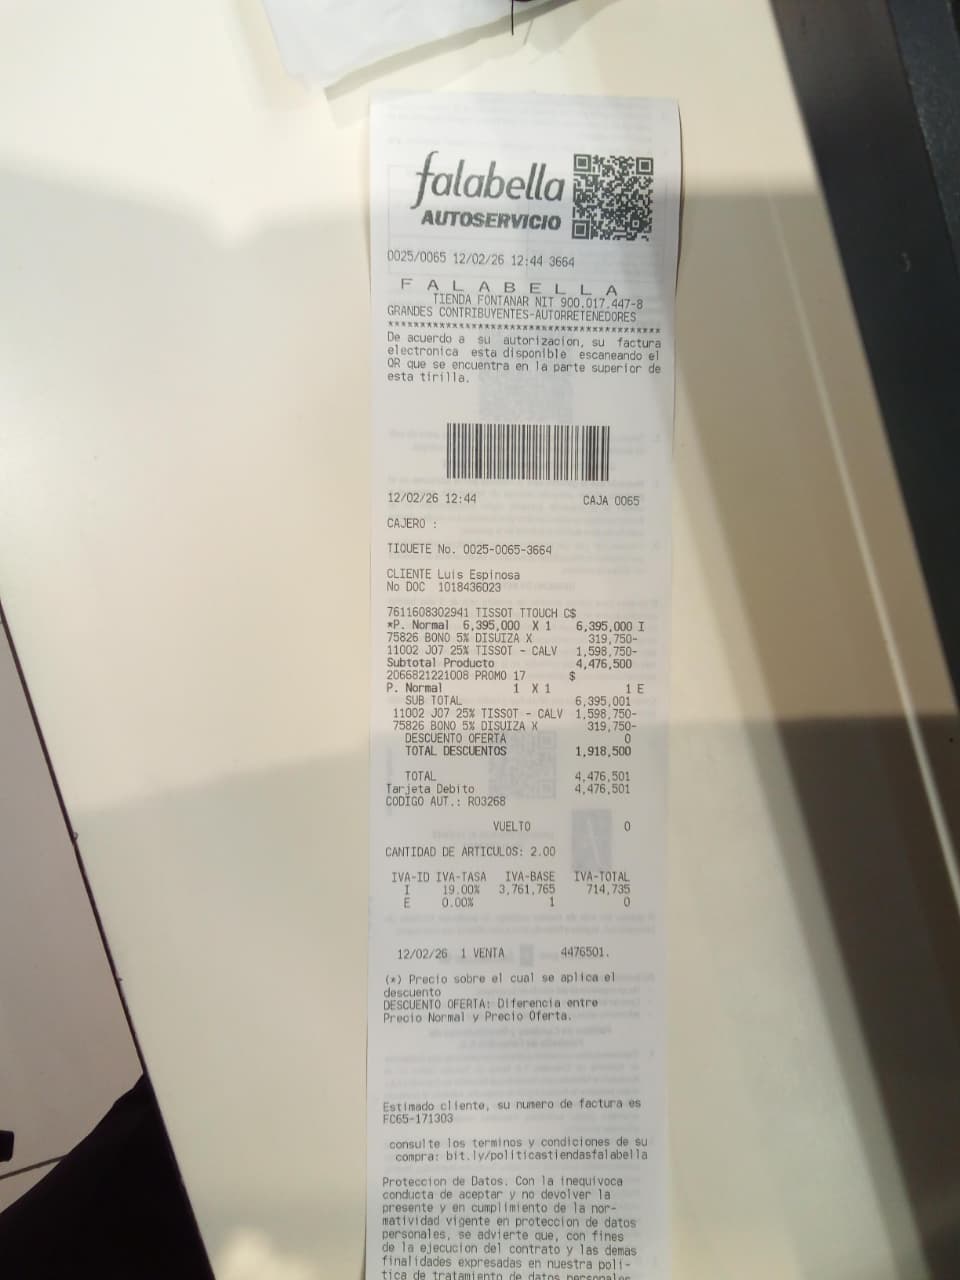 falabella
AUTOSERVICIO
0025/0065 12/02/26 12:44 3664
F A L A B E L L A
TIENDA FONTANAR NIT 900.017.447-8
GRANDES CONTRIBUYENTES-AUTORRETENEDORES
******************************************
De acuerdo a su autorizacion, su factura
electronica esta disponible escaneando el
QR que se encuentra en la parte superior de
esta tirilla.
12/02/26 12:44 CAJA 0065
CAJERO :
TIQUETE No. 0025-0065-3664
CLIENTE Luis Espinosa
No DOC 1018436023
7611608302941 TISSOT TTOUCH C$
*P. Normal 6,395,000 X 1 6,395,000 I
75826 BONO 5% DISUIZA X 319,750-
11002 J07 25% TISSOT - CALV 1,598,750-
Subtotal Producto 4,476,500
2066821221008 PROMO 17 $
P. Normal 1 X 1 1 E
SUB TOTAL 6,395,001
11002 J07 25% TISSOT - CALV 1,598,750-
75826 BONO 5% DISUIZA X 319,750-
DESCUENTO OFERTA 0
TOTAL DESCUENTOS 1,918,500
TOTAL 4,476,501
Tarjeta Debito 4,476,501
CODIGO AUT.: R03268
VUELTO 0
CANTIDAD DE ARTICULOS: 2.00
IVA-ID IVA-TASA IVA-BASE IVA-TOTAL
I 19.00% 3,761,765 714,735
E 0.00% 1 0
12/02/26 1 VENTA 4476501.
(*) Precio sobre el cual se aplica el
descuento
DESCUENTO OFERTA: Diferencia entre
Precio Normal y Precio Oferta.
Estimado cliente, su numero de factura es
FC65-171303
consulte los terminos y condiciones de su
compra: bit.ly/politicastiendasfalabella
Proteccion de Datos. Con la inequivoca
conducta de aceptar y no devolver la
presente y en cumplimiento de la nor-
matividad vigente en proteccion de datos
personales, se advierte que, con fines
de la ejecucion del contrato y las demas
finalidades expresadas en nuestra poli-
tica de tratamiento de datos personales